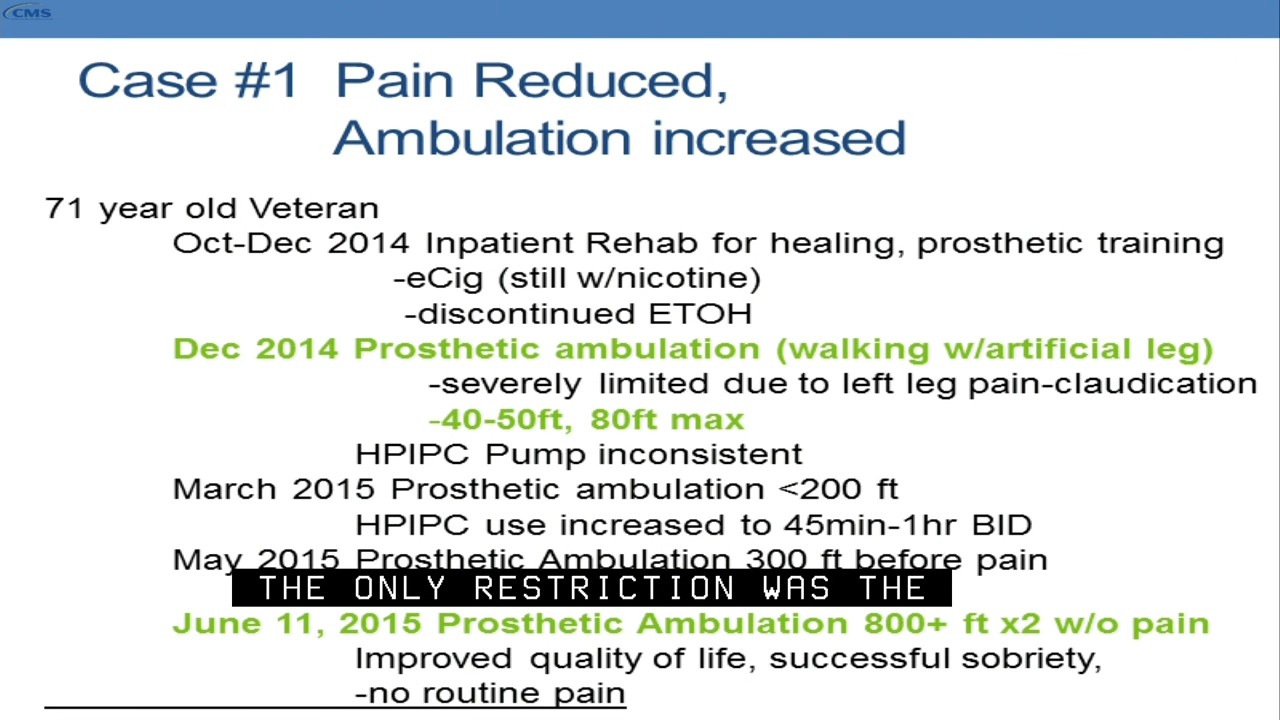 CMS
Case #1 Pain Reduced,
Ambulation increased
71 year old Veteran
Oct-Dec 2014 Inpatient Rehab for healing, prosthetic training
-eCig (still w/nicotine)
-discontinued ETOH
Dec 2014 Prosthetic ambulation (walking w/artificial leg)
-severely limited due to left leg pain-claudication
-40-50ft, 80ft max
HPIPC Pump inconsistent
March 2015 Prosthetic ambulation <200 ft
HPIPC use increased to 45min-1hr BID
May 2015 Prosthetic Ambulation 300 ft before pain
THE ONLY RESTRICTION WAS THE
June 11, 2015 Prosthetic Ambulation 800+ ft x2 w/o pain
Improved quality of life, successful sobriety,
-no routine pain